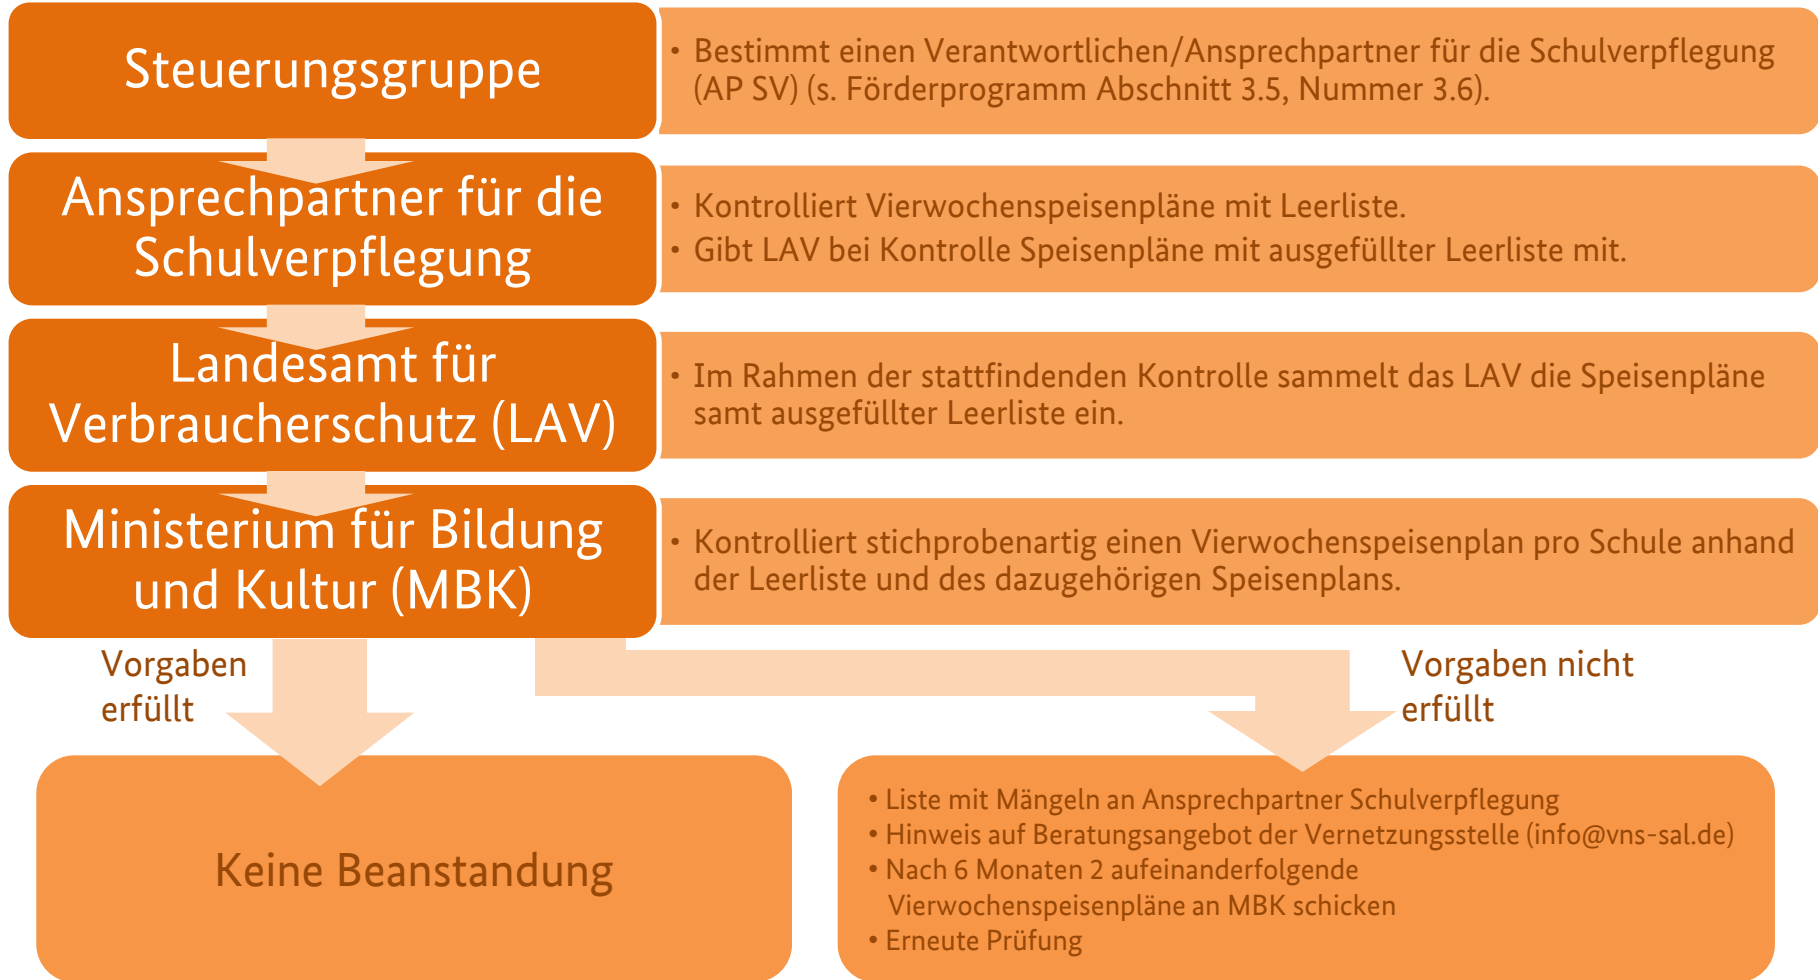 Steuerungsgruppe
• Bestimmt einen Verantwortlichen/Ansprechpartner für die Schulverpflegung
(AP SV) (s. Förderprogramm Abschnitt 3.5, Nummer 3.6).
Ansprechpartner für die
Schulverpflegung
• Kontrolliert Vierwochenspeisenpläne mit Leerliste.
• Gibt LAV bei Kontrolle Speisenpläne mit ausgefüllter Leerliste mit.
Landesamt für
Verbraucherschutz (LAV)
• Im Rahmen der stattfindenden Kontrolle sammelt das LAV die Speisenpläne
samt ausgefüllter Leerliste ein.
Ministerium für Bildung
und Kultur (MBK)
• Kontrolliert stichprobenartig einen Vierwochenspeisenplan pro Schule anhand
der Leerliste und des dazugehörigen Speisenplans.
Vorgaben
erfüllt
Vorgaben nicht
erfüllt
Keine Beanstandung
• Liste mit Mängeln an Ansprechpartner Schulverpflegung
• Hinweis auf Beratungsangebot der Vernetzungsstelle (info@vns-sal.de)
• Nach 6 Monaten 2 aufeinanderfolgende
Vierwochenspeisenpläne an MBK schicken
• Erneute Prüfung